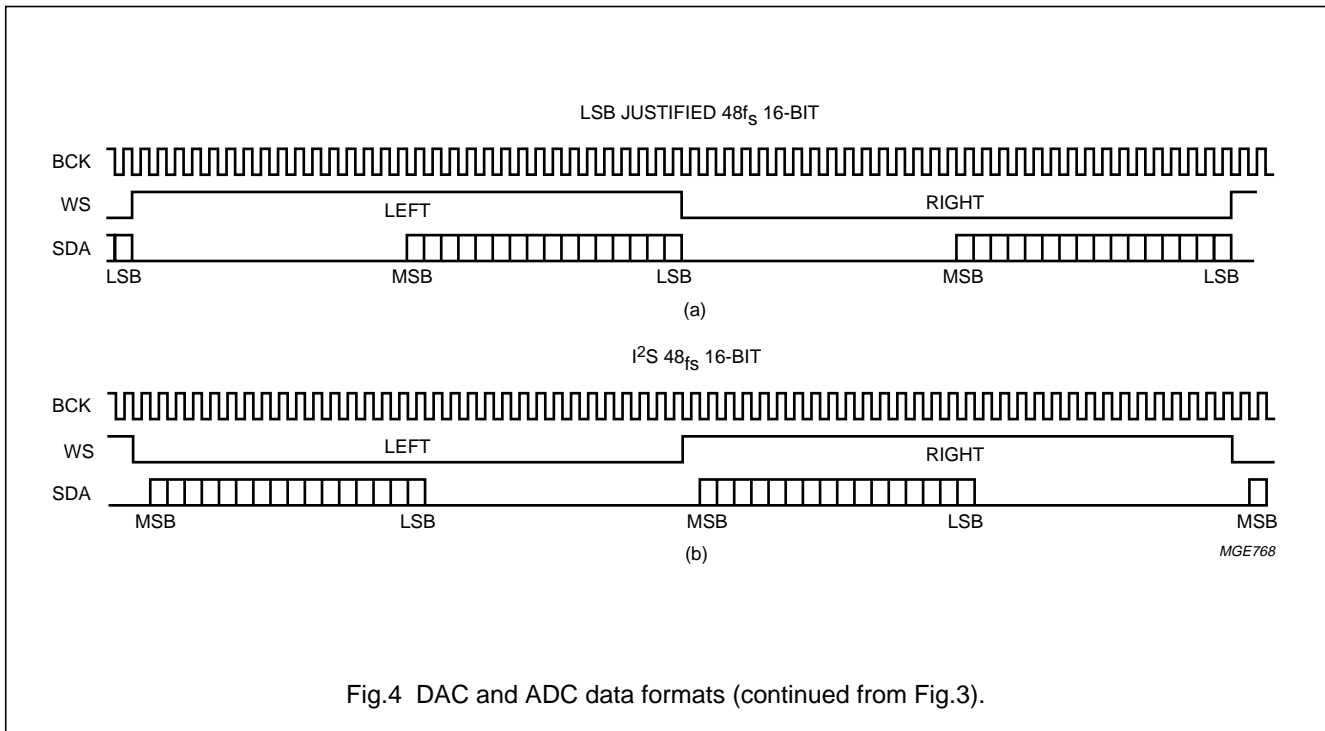 LSB JUSTIFIED 48fs 16-BIT
BCK
WS
LEFT
RIGHT
SDA
LSB
MSB
LSB
MSB
LSB
(a)
I²S 48fs 16-BIT
BCK
WS
LEFT
RIGHT
SDA
MSB
LSB
MSB
LSB
MSB
(b)
MGE768
Fig.4 DAC and ADC data formats (continued from Fig.3).